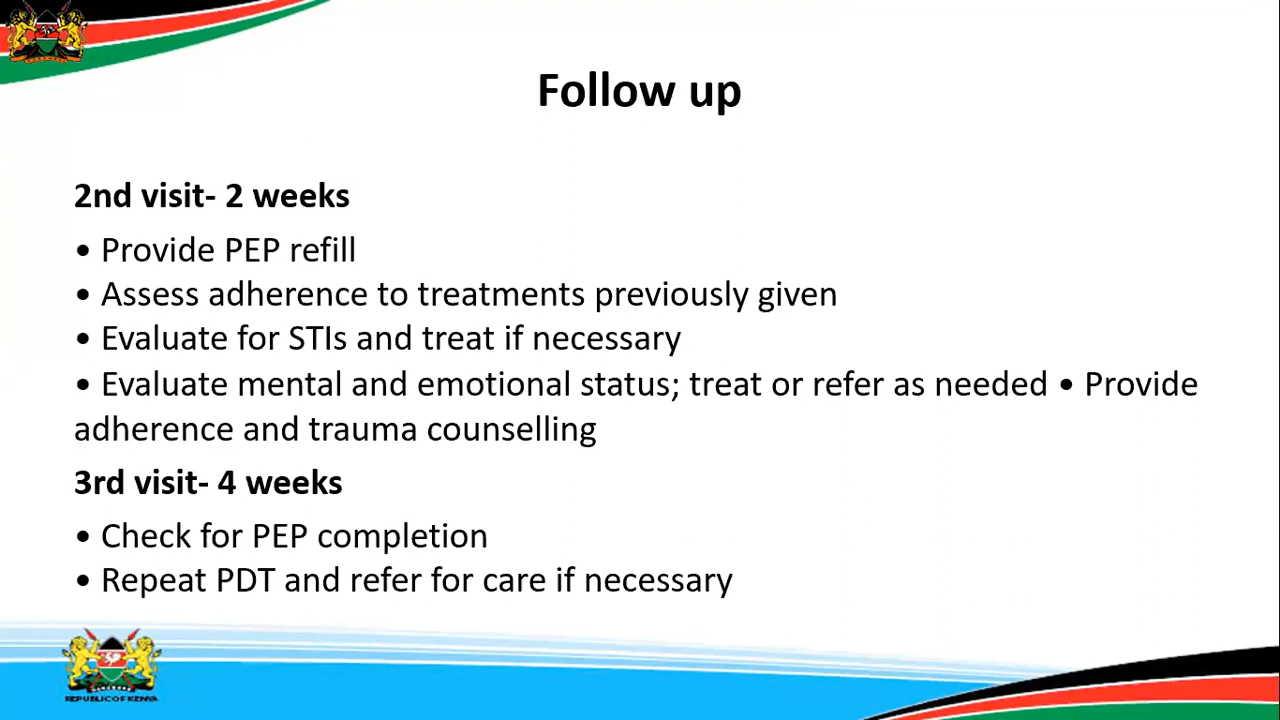 Follow up
2nd visit- 2 weeks
• Provide PEP refill
• Assess adherence to treatments previously given
• Evaluate for STIs and treat if necessary
• Evaluate mental and emotional status; treat or refer as needed • Provide
adherence and trauma counselling
3rd visit- 4 weeks
• Check for PEP completion
• Repeat PDT and refer for care if necessary
REPUBLIC OF KENYA